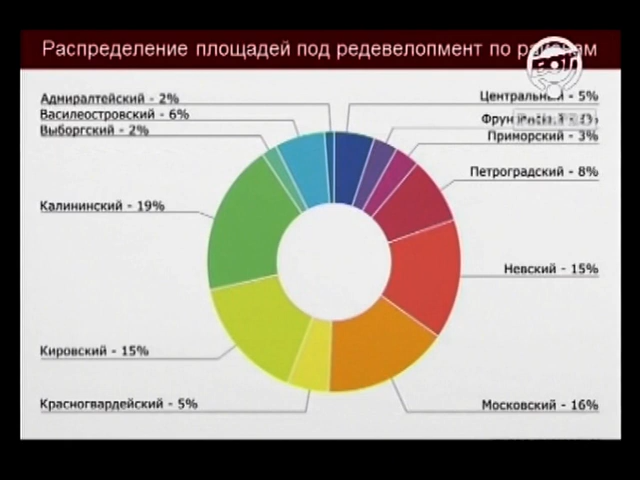 Распределение площадей под редевелопмент по районам
Адмиралтейский - 2%
Василеостровский - 6%
Выборгский - 2%
Калининский - 19%
Кировский - 15%
Красногвардейский - 5%
Центральный - 5%
Приморский - 3%
Петроградский - 8%
Невский - 15%
Московский - 16%